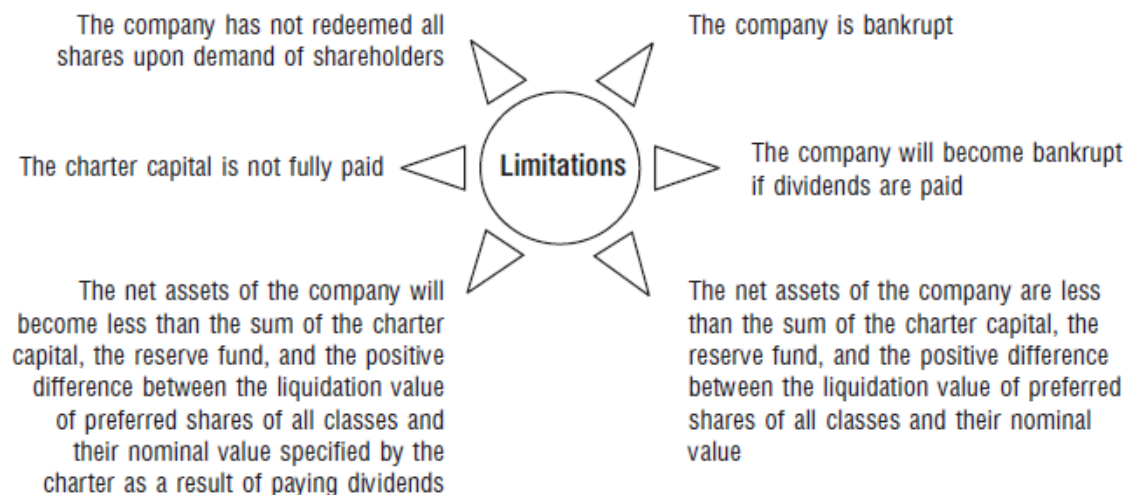 The company has not redeemed all
shares upon demand of shareholders
The company is bankrupt
The charter capital is not fully paid
Limitations
The company will become bankrupt
if dividends are paid
The net assets of the company will
become less than the sum of the charter
capital, the reserve fund, and the positive
difference between the liquidation value
of preferred shares of all classes and
their nominal value specified by the
charter as a result of paying dividends
The net assets of the company are less
than the sum of the charter capital, the
reserve fund, and the positive difference
between the liquidation value of preferred
shares of all classes and their nominal
value